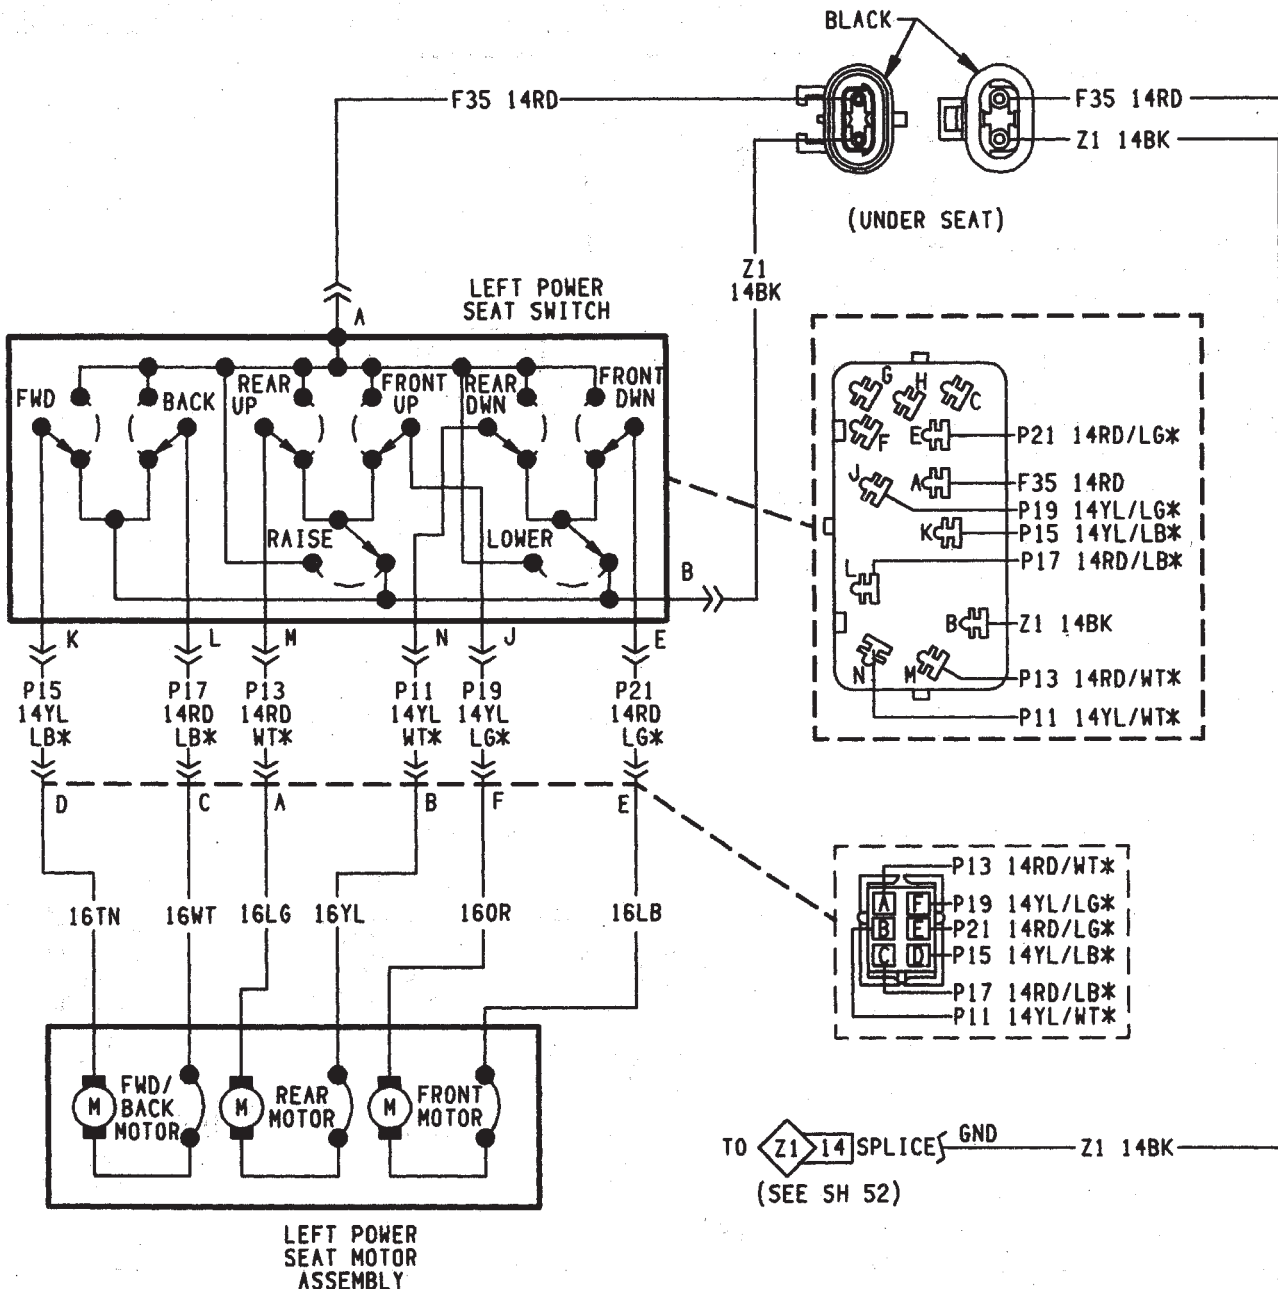 BLACK
F35 14RD
F35 14RD
Z1 14BK
(UNDER SEAT)
Z1
14BK
LEFT POWER
SEAT SWITCH
A
FWD
BACK
REAR
UP
FRONT
UP
REAR
DWN
FRONT
DWN
RAISE
LOWER
B
K
L
M
N
J
E
P15
14YL
LB*
P17
14RD
LB*
P13
14RD
WT*
P11
14YL
WT*
P19
14YL
LG*
P21
14RD
LG*
D
C
A
B
F
E
16TN
16WT
16LG
16YL
16OR
16LB
M
FWD/
BACK
MOTOR
M
REAR
MOTOR
M
FRONT
MOTOR
LEFT POWER
SEAT MOTOR
ASSEMBLY
G
H
C
F
E
P21 14RD/LG*
J
A
F35 14RD
P19 14YL/LG*
K
P15 14YL/LB*
L
P17 14RD/LB*
B
Z1 14BK
N
M
P13 14RD/WT*
P11 14YL/WT*
P13 14RD/WT*
A
F
P19 14YL/LG*
B
E
P21 14RD/LG*
C
D
P15 14YL/LB*
P17 14RD/LB*
P11 14YL/WT*
TO Z1 14 SPLICE GND Z1 14BK
(SEE SH 52)